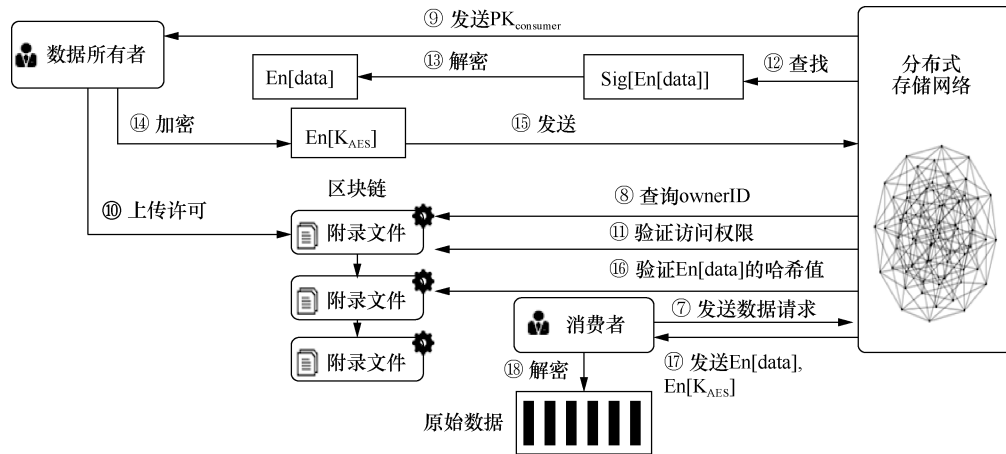 ⑨ 发送PKconsumer
数据所有者
⑬ 解密
⑫ 查找
En[data]
Sig[En[data]]
分布式
存储网络
⑭ 加密
En[KAES]
⑮ 发送
区块链
⑧ 查询ownerID
⑩ 上传许可
附录文件
⑪ 验证访问权限
⑯ 验证En[data]的哈希值
附录文件
消费者
⑦ 发送数据请求
附录文件
⑱ 解密
⑰ 发送En[data],
En[KAES]
原始数据